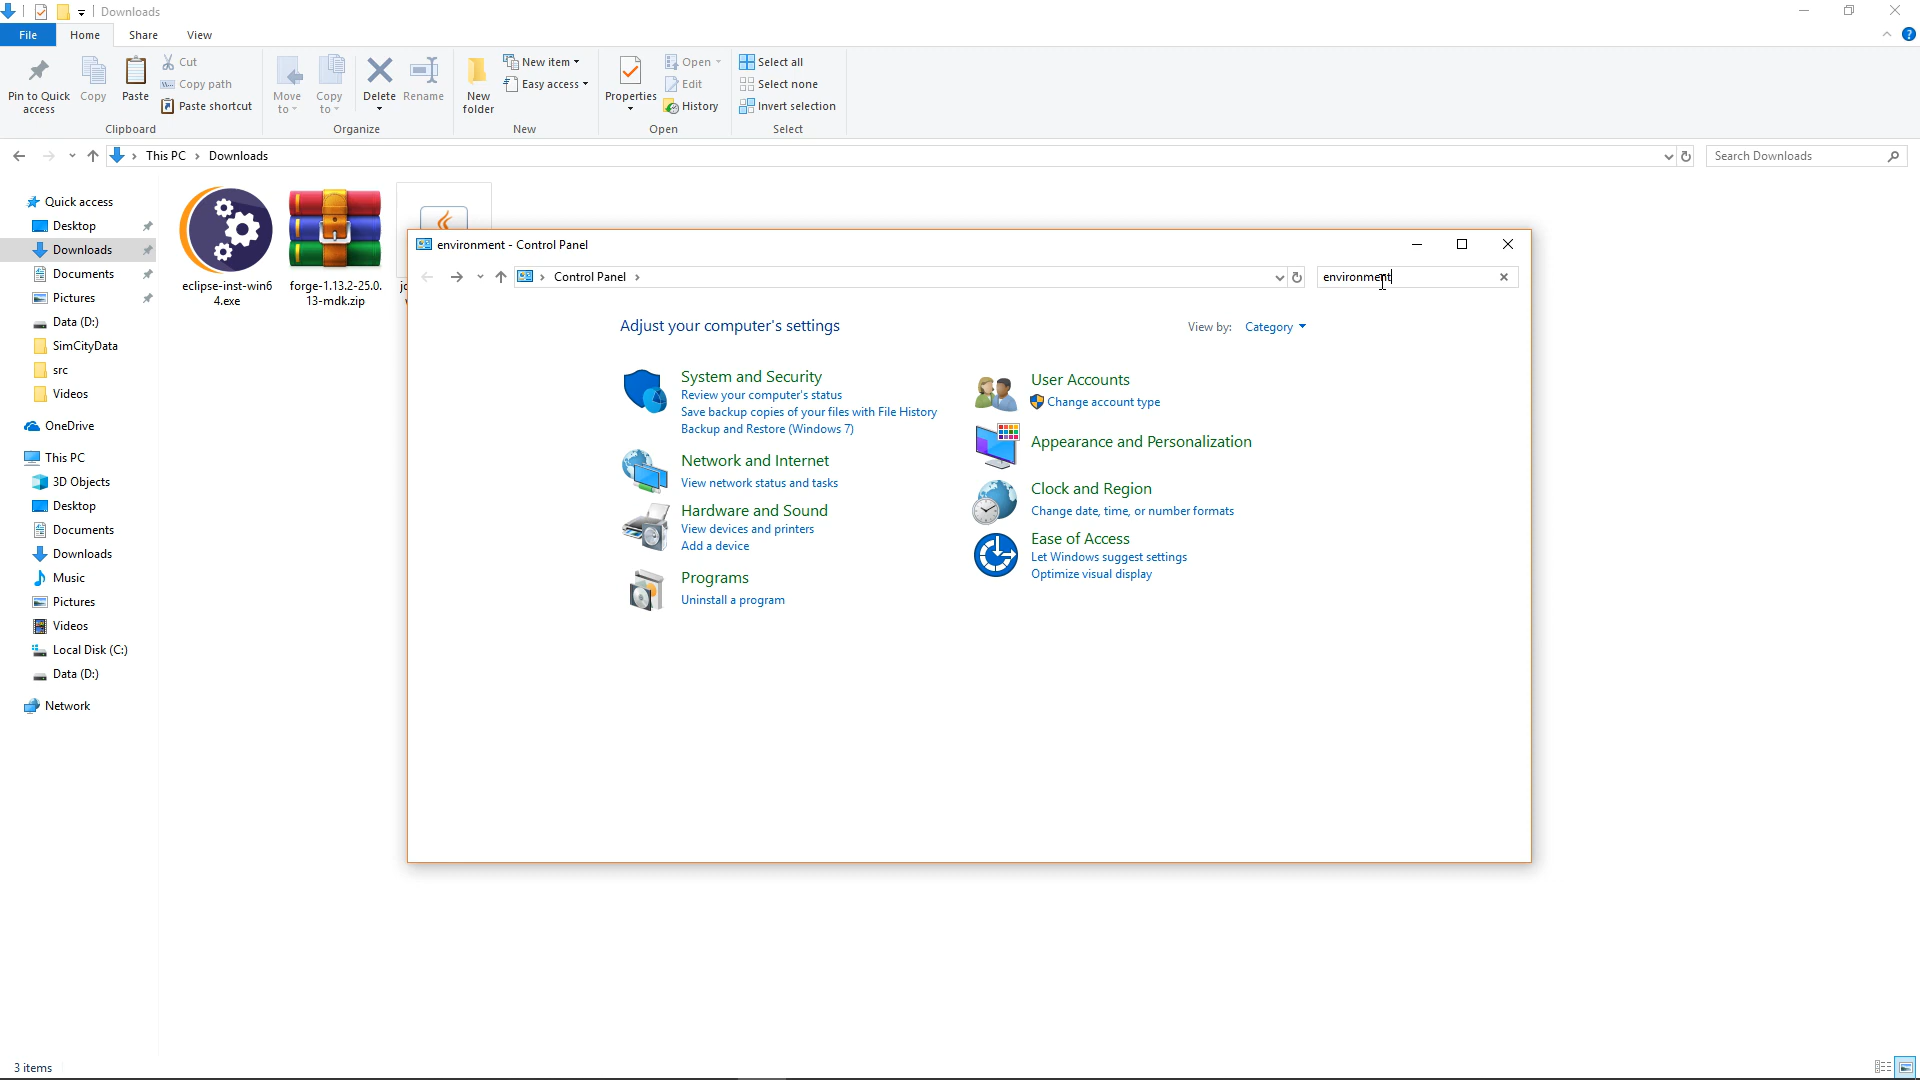 Downloads
File Home Share View
Pin to Quick access
Copy
Paste
Cut
Copy path
Paste shortcut
Clipboard
Move to
Copy to
Delete
Rename
Organize
New folder
New item
Easy access
New
Properties
Open
Edit
History
Open
Select all
Select none
Invert selection
Select
This PC > Downloads
Search Downloads
Quick access
Desktop
Downloads
Documents
Pictures
Data (D:)
SimCityData
src
Videos
OneDrive
This PC
3D Objects
Desktop
Documents
Downloads
Music
Pictures
Videos
Local Disk (C:)
Data (D:)
Network
eclipse-inst-win6
4.exe
forge-1.13.2-25.0.
13-mdk.zip
environment - Control Panel
Control Panel >
environment
Adjust your computer's settings
View by: Category
System and Security
Review your computer's status
Save backup copies of your files with File History
Backup and Restore (Windows 7)
Network and Internet
View network status and tasks
Hardware and Sound
View devices and printers
Add a device
Programs
Uninstall a program
User Accounts
Change account type
Appearance and Personalization
Clock and Region
Change date, time, or number formats
Ease of Access
Let Windows suggest settings
Optimize visual display
3 items